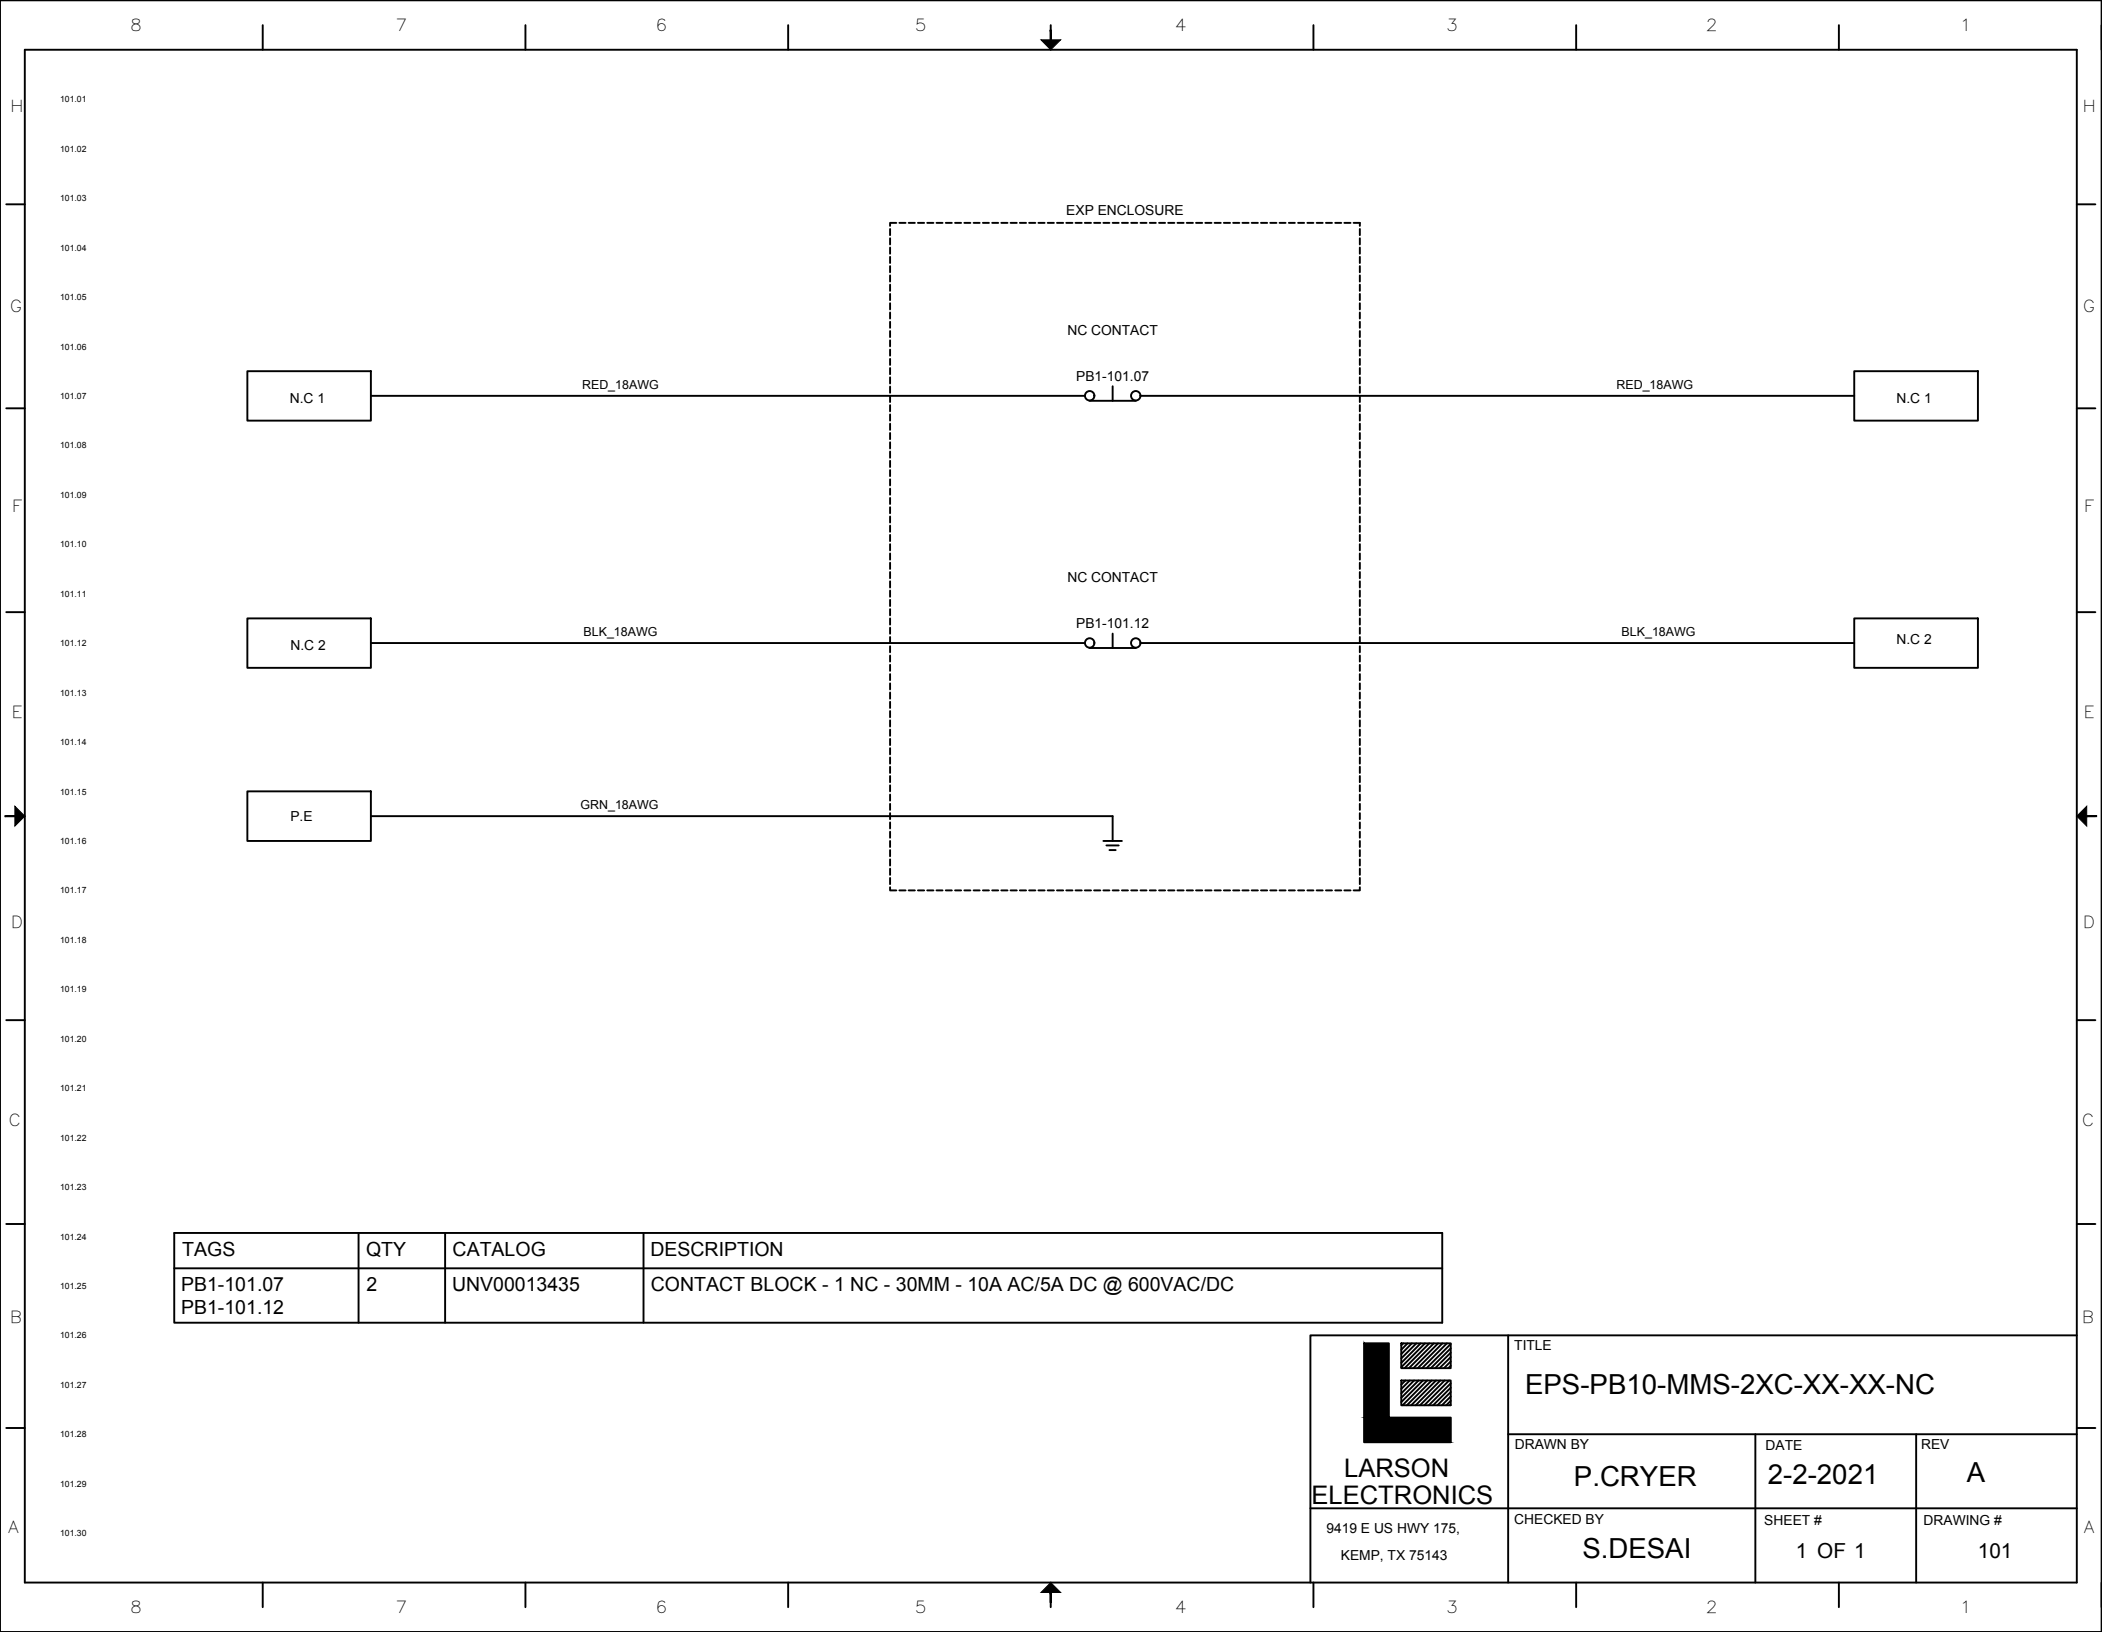 8 7 6 5 4 3 2 1
H H
G G
F F
E E
D D
C C
B B
A A
101.01
101.02
101.03
101.04
101.05
101.06
101.07
101.08
101.09
101.10
101.11
101.12
101.13
101.14
101.15
101.16
101.17
101.18
101.19
101.20
101.21
101.22
101.23
101.24
101.25
101.26
101.27
101.28
101.29
101.30
EXP ENCLOSURE
NC CONTACT
PB1-101.07
N.C 1 RED_18AWG RED_18AWG N.C 1
NC CONTACT
PB1-101.12
N.C 2 BLK_18AWG BLK_18AWG N.C 2
P.E GRN_18AWG
TAGS QTY CATALOG DESCRIPTION
PB1-101.07 2 UNV00013435 CONTACT BLOCK - 1 NC - 30MM - 10A AC/5A DC @ 600VAC/DC
PB1-101.12
LARSON
ELECTRONICS
9419 E US HWY 175,
KEMP, TX 75143
TITLE
EPS-PB10-MMS-2XC-XX-XX-NC
DRAWN BY DATE REV
P.CRYER 2-2-2021 A
CHECKED BY SHEET # DRAWING #
S.DESAI 1 OF 1 101
8 7 6 5 4 3 2 1